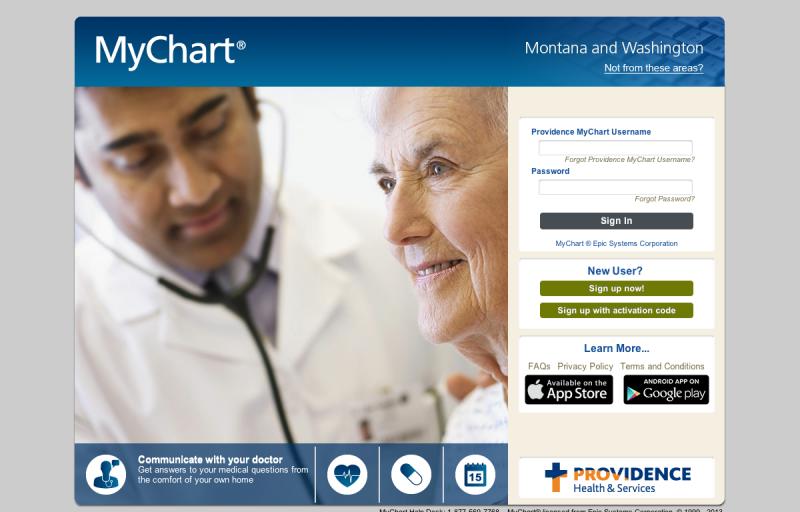 MyChart®
Montana and Washington
Not from these areas?
Providence MyChart Username
Forgot Providence MyChart Username?
Password
Forgot Password?
Sign In
MyChart ® Epic Systems Corporation
New User?
Sign up now!
Sign up with activation code
Learn More...
FAQs Privacy Policy Terms and Conditions
Available on the
App Store
ANDROID APP ON
Google play
Communicate with your doctor
Get answers to your medical questions from
the comfort of your own home
15
PROVIDENCE
Health & Services
MyChart Help Desk: 1-877-569-7768 MyChart® licensed from Epic Systems Corporation, © 1999 - 2013.